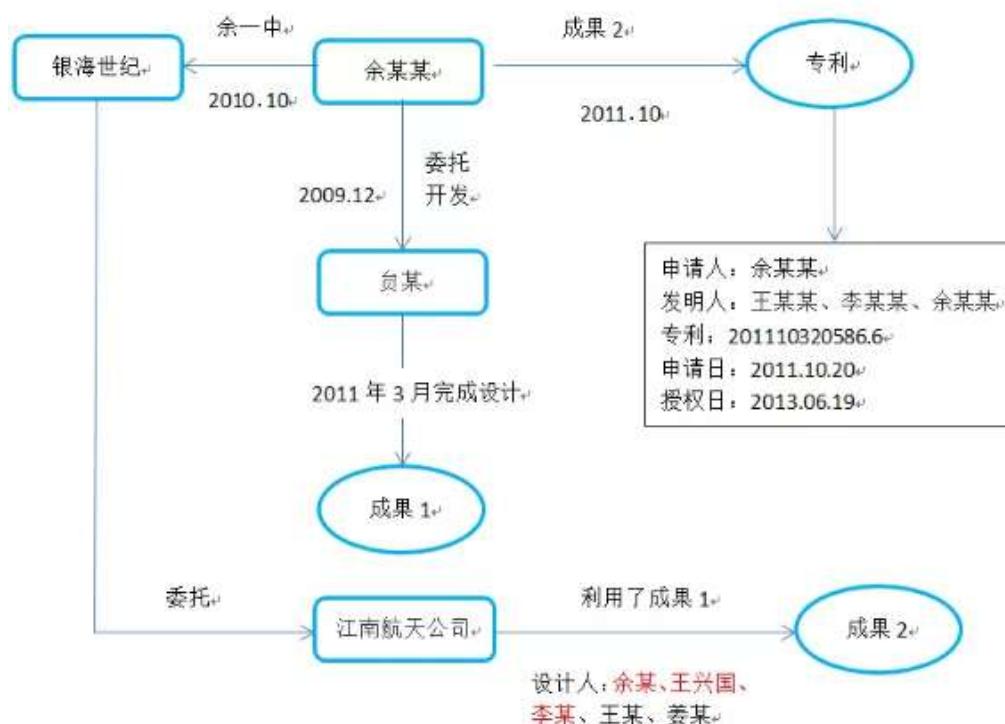 余一中
成果 2
银海世纪
余某某
专利
2010.10
2011.10
委托
开发
2009.12
贠某
申请人：余某某
发明人：王某某、李某某、余某某
专利：201110320586.6
申请日：2011.10.20
授权日：2013.06.19
2011 年 3 月完成设计
成果 1
委托
江南航天公司
利用了成果 1
成果 2
设计人：余某、王兴国、
李某、王某、姜某